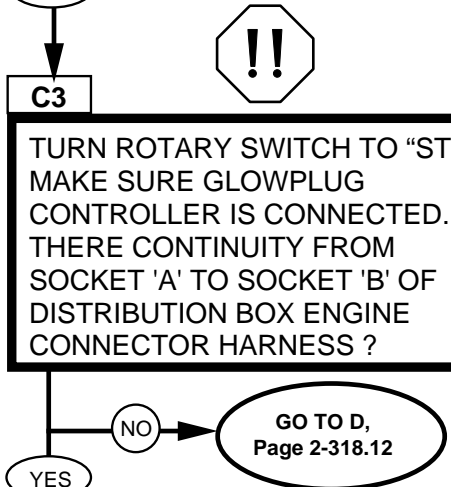 !!
C3
TURN ROTARY SWITCH TO “ST
MAKE SURE GLOWPLUG
CONTROLLER IS CONNECTED.
THERE CONTINUITY FROM
SOCKET 'A' TO SOCKET 'B' OF
DISTRIBUTION BOX ENGINE
CONNECTOR HARNESS ?
NO
GO TO D,
Page 2-318.12
YES